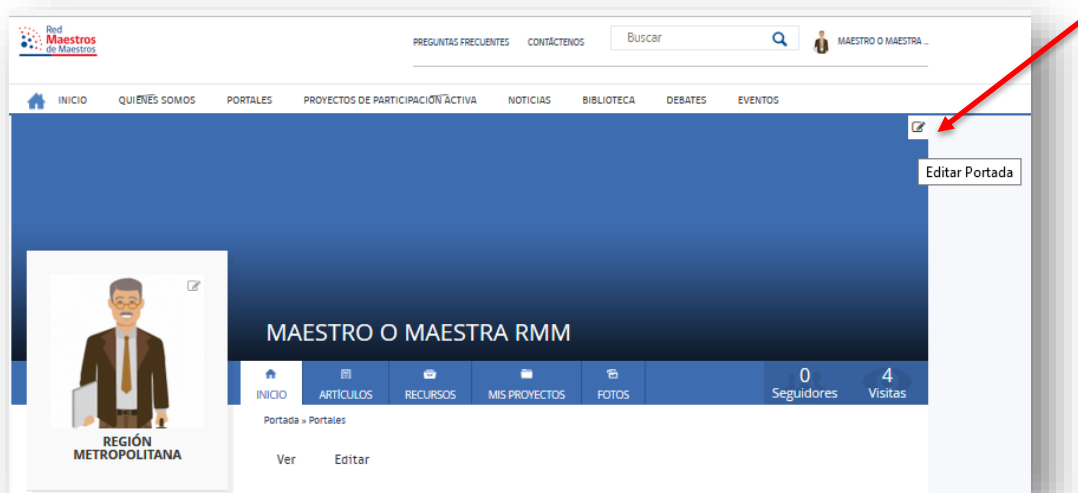 Red
Maestros
de Maestros
PREGUNTAS FRECUENTES CONTÁCTENOS Buscar MAESTRO O MAESTRA ...
INICIO QUIENES SOMOS PORTALES PROYECTOS DE PARTICIPACIÓN ACTIVA NOTICIAS BIBLIOTECA DEBATES EVENTOS
Editar Portada
MAESTRO O MAESTRA RMM
INICIO ARTÍCULOS RECURSOS MIS PROYECTOS FOTOS
0 4
Seguidores Visitas
Portada » Portales
REGIÓN
METROPOLITANA
Ver Editar